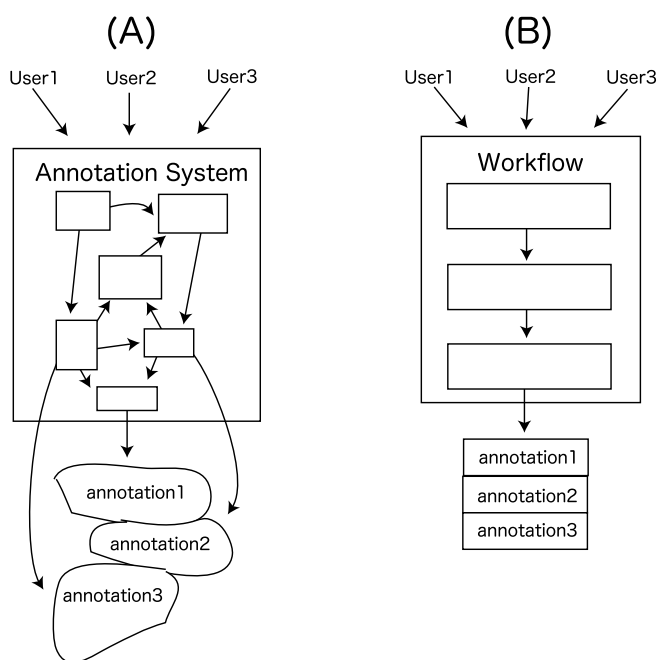 (A)
User1
User2
User3
Annotation System
annotation1
annotation2
annotation3
(B)
User1
User2
User3
Workflow
annotation1
annotation2
annotation3